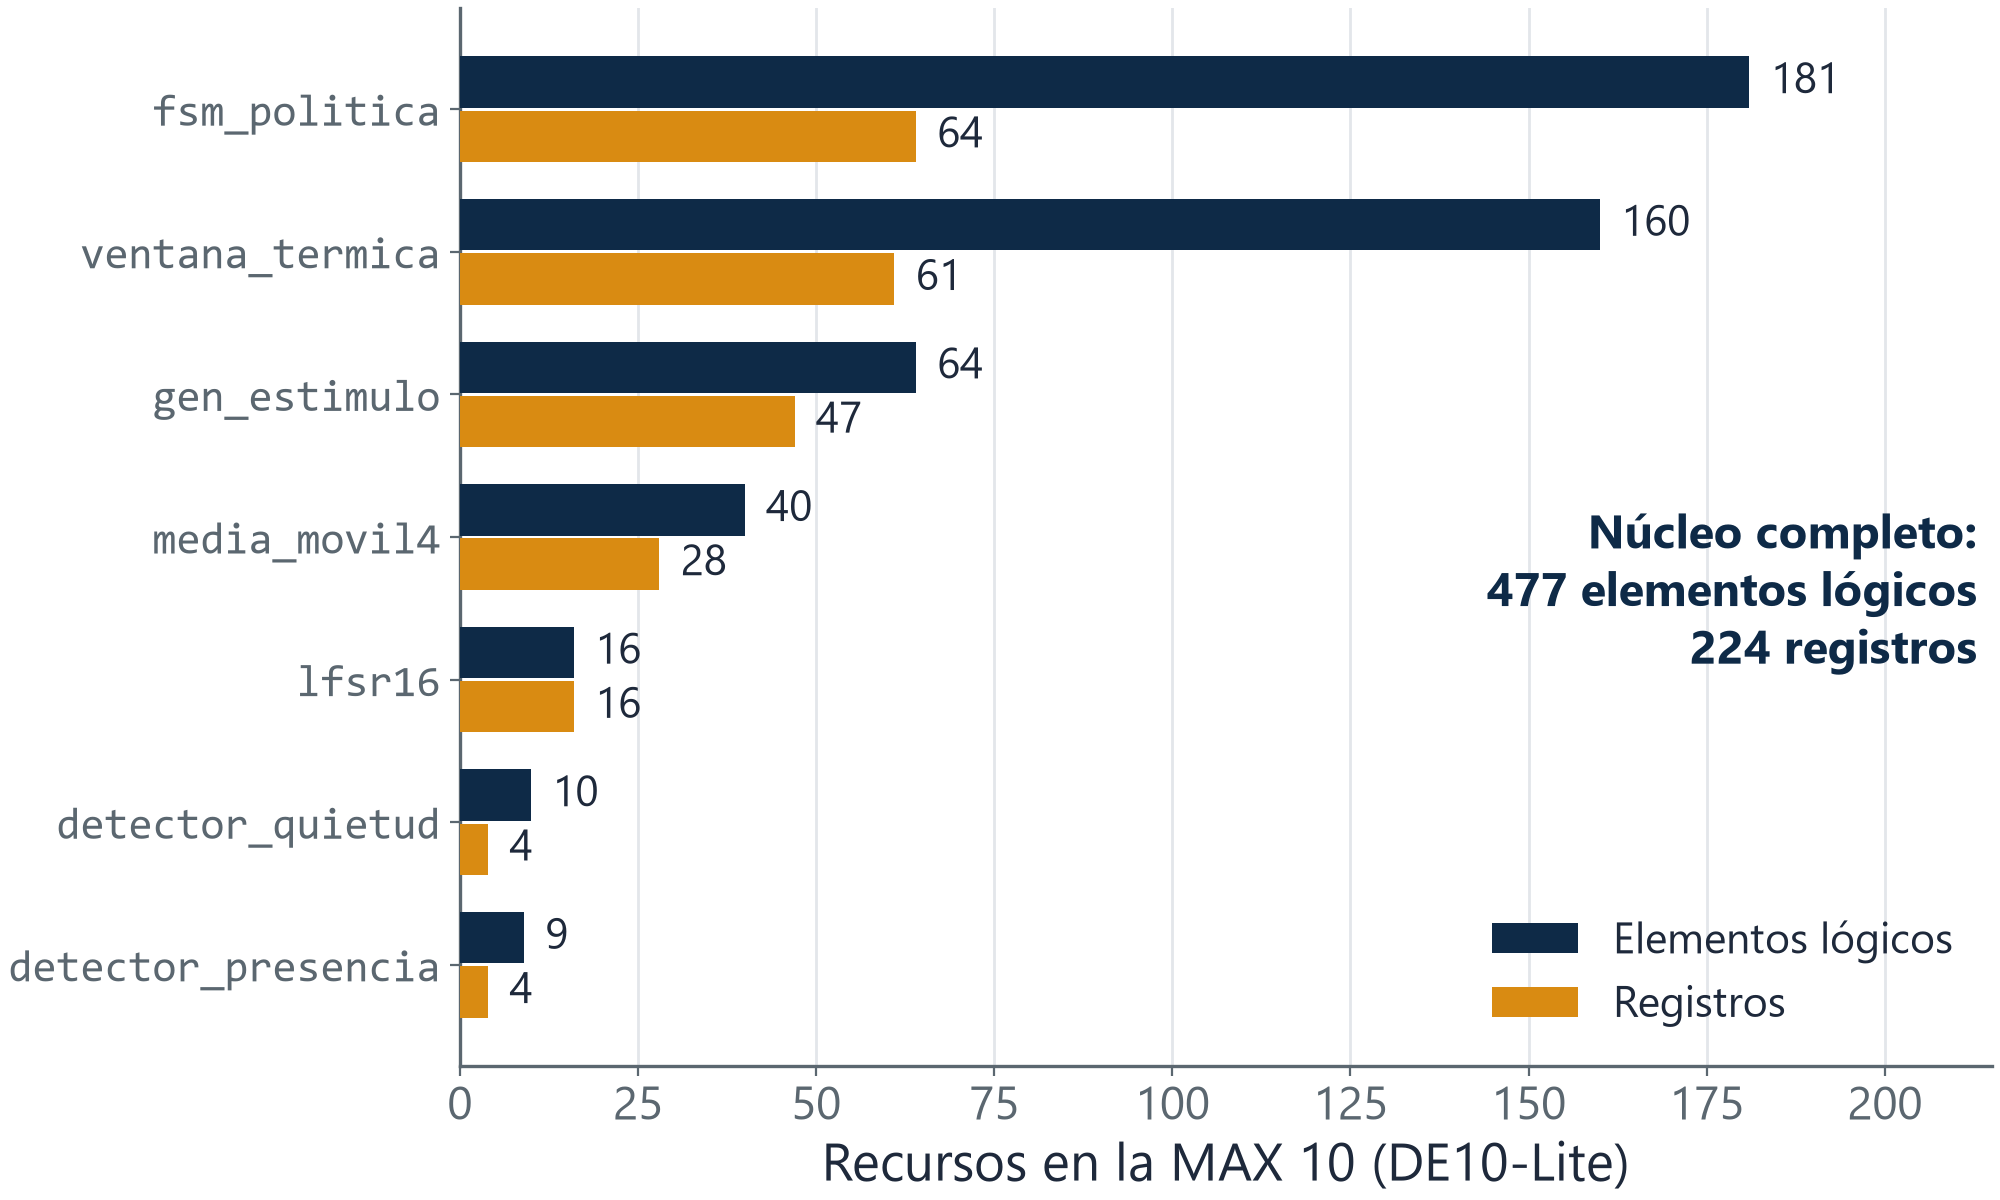 fsm_politica
181
64
ventana_termica
160
61
gen_estimulo
64
47
media_movil4
40
28
Núcleo completo:
477 elementos lógicos
224 registros
lfsr16
16
16
detector_quietud
10
4
detector_presencia
9
4
Elementos lógicos
Registros
0 25 50 75 100 125 150 175 200
Recursos en la MAX 10 (DE10-Lite)